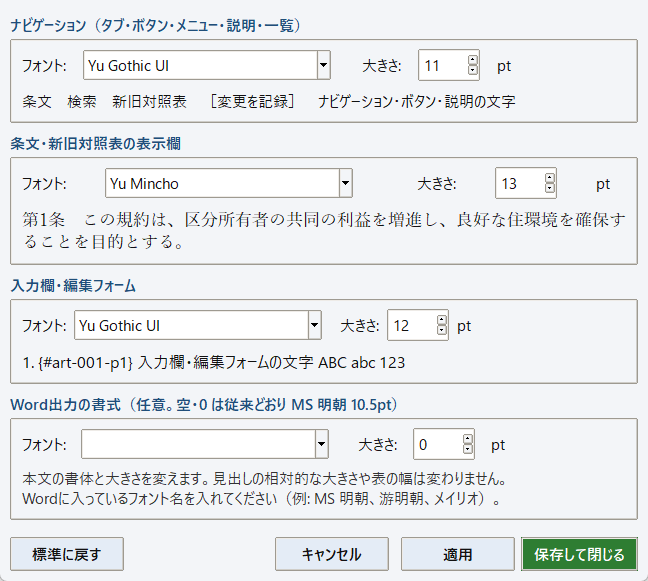 ナビゲーション（タブ・ボタン・メニュー・説明・一覧）
フォント: Yu Gothic UI 大きさ: 11 pt
条文 検索 新旧対照表 ［変更を記録］ ナビゲーション・ボタン・説明の文字
条文・新旧対照表の表示欄
フォント: Yu Mincho 大きさ: 13 pt
第1条　この規約は、区分所有者の共同の利益を増進し、良好な住環境を確保す
ることを目的とする。
入力欄・編集フォーム
フォント: Yu Gothic UI 大きさ: 12 pt
1. {#art-001-p1} 入力欄・編集フォームの文字 ABC abc 123
Word出力の書式（任意。空・0 は従来どおり MS 明朝 10.5pt）
フォント: 大きさ: 0 pt
本文の書体と大きさを変えます。見出しの相対的な大きさや表の幅は変わりません。
Wordに入っているフォント名を入れてください（例: MS 明朝、游明朝、メイリオ）。
標準に戻す キャンセル 適用 保存して閉じる